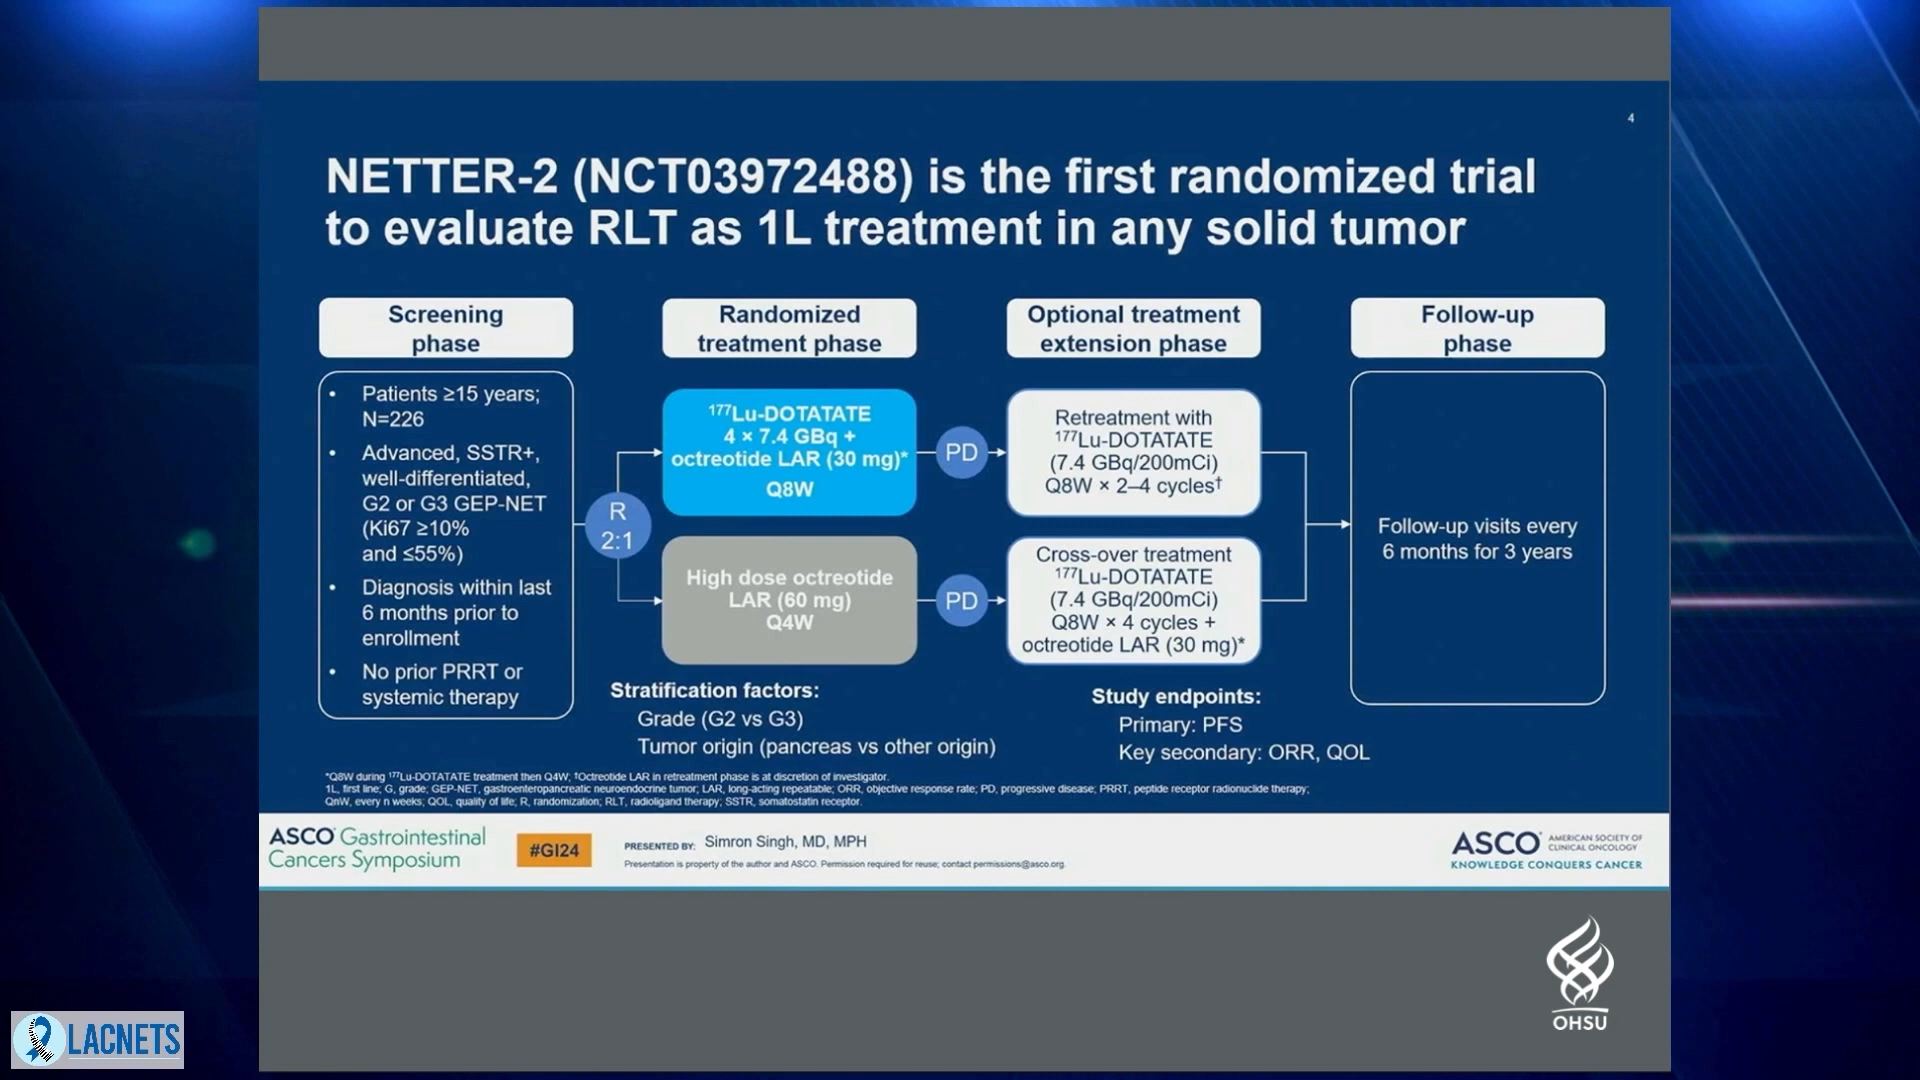 4
NETTER-2 (NCT03972488) is the first randomized trial
to evaluate RLT as 1L treatment in any solid tumor
Screening
phase
• Patients ≥15 years;
N=226
• Advanced, SSTR+,
well-differentiated,
G2 or G3 GEP-NET
(Ki67 ≥10%
and ≤55%)
• Diagnosis within last
6 months prior to
enrollment
• No prior PRRT or
systemic therapy
R
2:1
Randomized
treatment phase
¹⁷⁷Lu-DOTATATE
4 × 7.4 GBq +
octreotide LAR (30 mg)*
Q8W
High dose octreotide
LAR (60 mg)
Q4W
PD
PD
Optional treatment
extension phase
Retreatment with
¹⁷⁷Lu-DOTATATE
(7.4 GBq/200mCi)
Q8W × 2–4 cycles†
Cross-over treatment
¹⁷⁷Lu-DOTATATE
(7.4 GBq/200mCi)
Q8W × 4 cycles +
octreotide LAR (30 mg)*
Follow-up
phase
Follow-up visits every
6 months for 3 years
Stratification factors:
Grade (G2 vs G3)
Tumor origin (pancreas vs other origin)
Study endpoints:
Primary: PFS
Key secondary: ORR, QOL
*Q8W during ¹⁷⁷Lu-DOTATATE treatment then Q4W; †Octreotide LAR in retreatment phase is at discretion of investigator.
1L, first line; G, grade; GEP-NET, gastroenteropancreatic neuroendocrine tumor; LAR, long-acting repeatable; ORR, objective response rate; PD, progressive disease; PRRT, peptide receptor radionuclide therapy;
QnW, every n weeks; QOL, quality of life; R, randomization; RLT, radioligand therapy; SSTR, somatostatin receptor.
ASCO Gastrointestinal
Cancers Symposium
#GI24
PRESENTED BY: Simron Singh, MD, MPH
Presentation is property of the author and ASCO. Permission required for reuse; contact permissions@asco.org.
ASCO AMERICAN SOCIETY OF
CLINICAL ONCOLOGY
KNOWLEDGE CONQUERS CANCER
OHSU
LACNETS